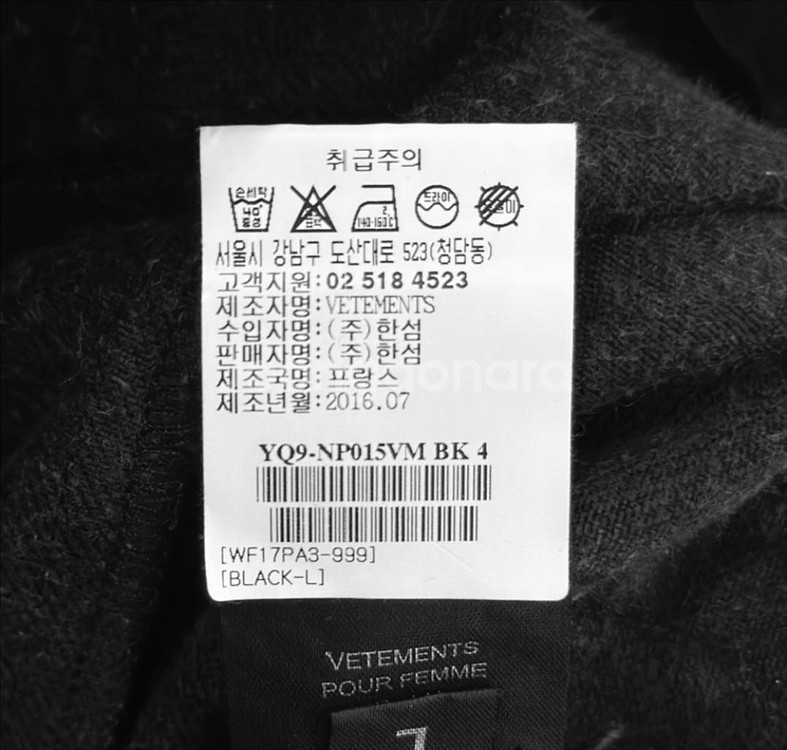 취급주의
손세탁 40° 중성
표백
2. 140-160℃
드라이
서울시 강남구 도산대로 523(청담동)
고객지원:02 518 4523
제조자명:VETEMENTS
수입자명:(주)한섬
판매자명:(주)한섬
제조국명:프랑스
제조년월:2016.07
YQ9-NP015VM BK 4
[WF17PA3-999]
[BLACK-L]
VETEMENTS
POUR FEMME